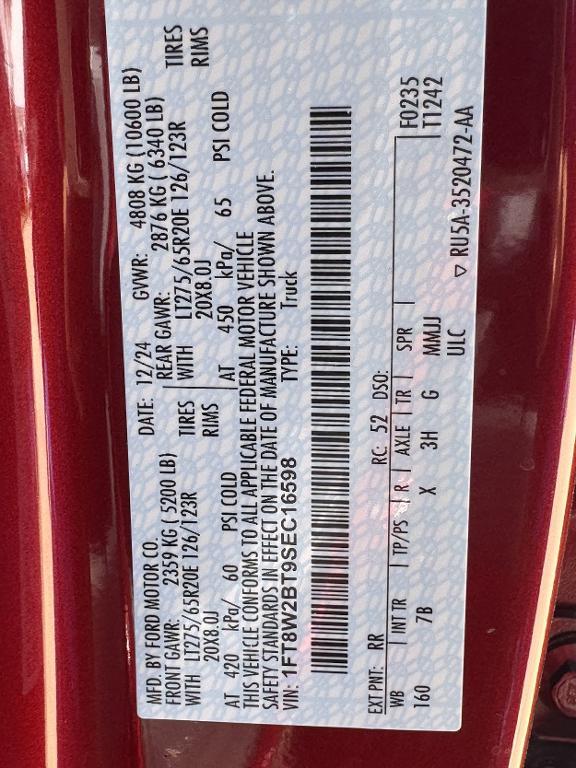 MFD. BY FORD MOTOR CO.
DATE: 12/24 GVWR: 4808 KG (10600 LB)
FRONT GAWR: 2359 KG ( 5200 LB) REAR GAWR: 2876 KG ( 6340 LB)
WITH LT275/65R20E 126/123R TIRES WITH LT275/65R20E 126/123R TIRES
20X8.0J RIMS 20X8.0J RIMS
AT 420 kPa/ 60 PSI COLD AT 450 kPa/ 65 PSI COLD
THIS VEHICLE CONFORMS TO ALL APPLICABLE FEDERAL MOTOR VEHICLE
SAFETY STANDARDS IN EFFECT ON THE DATE OF MANUFACTURE SHOWN ABOVE.
VIN: 1FT8W2BT9SEC16598 TYPE: Truck
EXT PNT: RR RC: 52 DSO: F0235
WB INT TR TP/PS R AXLE TR SPR T1242
160 7B X 3H G MMJJ
ULC ▽ RU5A-3520472-AA